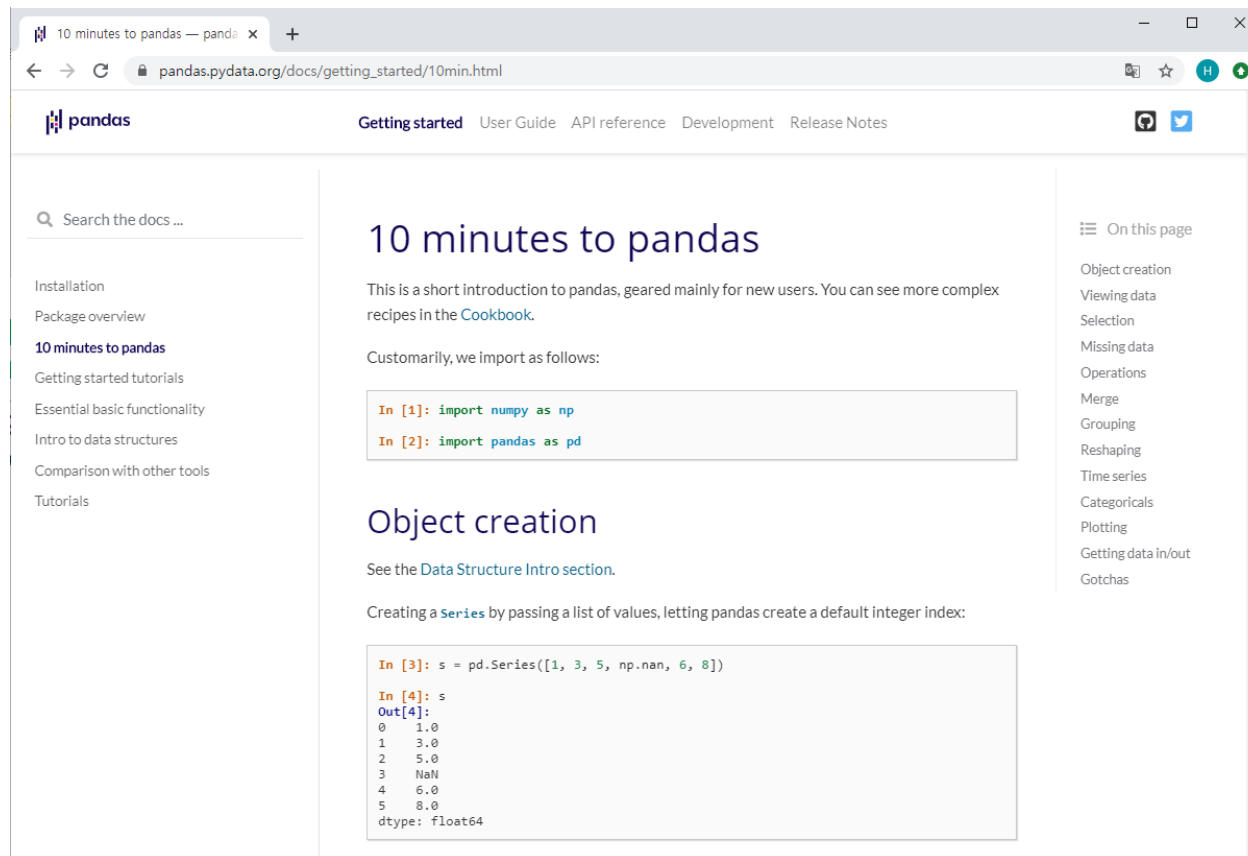 10 minutes to pandas — panda
pandas.pydata.org/docs/getting_started/10min.html
H
pandas
Getting started User Guide API reference Development Release Notes
Search the docs ...
Installation
Package overview
10 minutes to pandas
Getting started tutorials
Essential basic functionality
Intro to data structures
Comparison with other tools
Tutorials
10 minutes to pandas
This is a short introduction to pandas, geared mainly for new users. You can see more complex
recipes in the Cookbook.
Customarily, we import as follows:
In [1]: import numpy as np
In [2]: import pandas as pd
Object creation
See the Data Structure Intro section.
Creating a Series by passing a list of values, letting pandas create a default integer index:
In [3]: s = pd.Series([1, 3, 5, np.nan, 6, 8])
In [4]: s
Out[4]:
0    1.0
1    3.0
2    5.0
3    NaN
4    6.0
5    8.0
dtype: float64
On this page
Object creation
Viewing data
Selection
Missing data
Operations
Merge
Grouping
Reshaping
Time series
Categoricals
Plotting
Getting data in/out
Gotchas